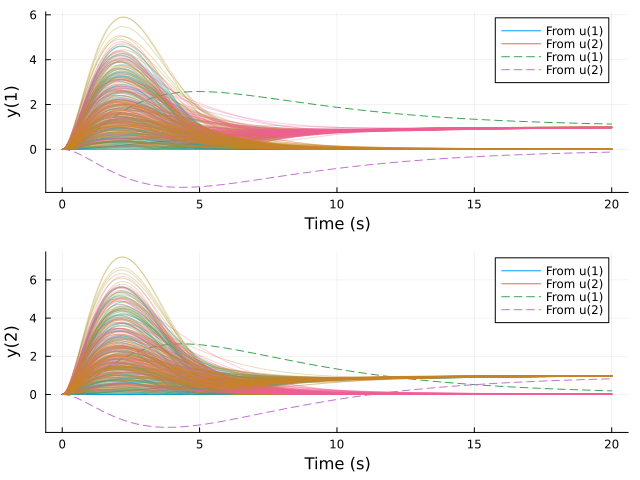 6
4
2
0
y(1)
From u(1)
From u(2)
From u(1)
From u(2)
0 5 10 15 20
Time (s)
6
4
2
0
y(2)
From u(1)
From u(2)
From u(1)
From u(2)
0 5 10 15 20
Time (s)